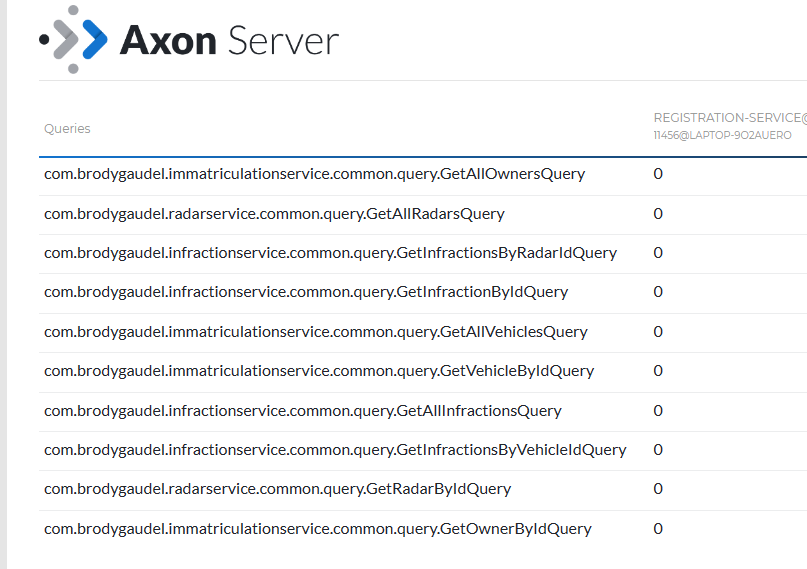 Axon Server
Queries
REGISTRATION-SERVICE@
11456@LAPTOP-9O2AUERO
com.brodygaudel.immatriculationservice.common.query.GetAllOwnersQuery 0
com.brodygaudel.radarservice.common.query.GetAllRadarsQuery 0
com.brodygaudel.infractionservice.common.query.GetInfractionsByRadarIdQuery 0
com.brodygaudel.infractionservice.common.query.GetInfractionByIdQuery 0
com.brodygaudel.immatriculationservice.common.query.GetAllVehiclesQuery 0
com.brodygaudel.immatriculationservice.common.query.GetVehicleByIdQuery 0
com.brodygaudel.infractionservice.common.query.GetAllInfractionsQuery 0
com.brodygaudel.infractionservice.common.query.GetInfractionsByVehicleIdQuery 0
com.brodygaudel.radarservice.common.query.GetRadarByIdQuery 0
com.brodygaudel.immatriculationservice.common.query.GetOwnerByIdQuery 0